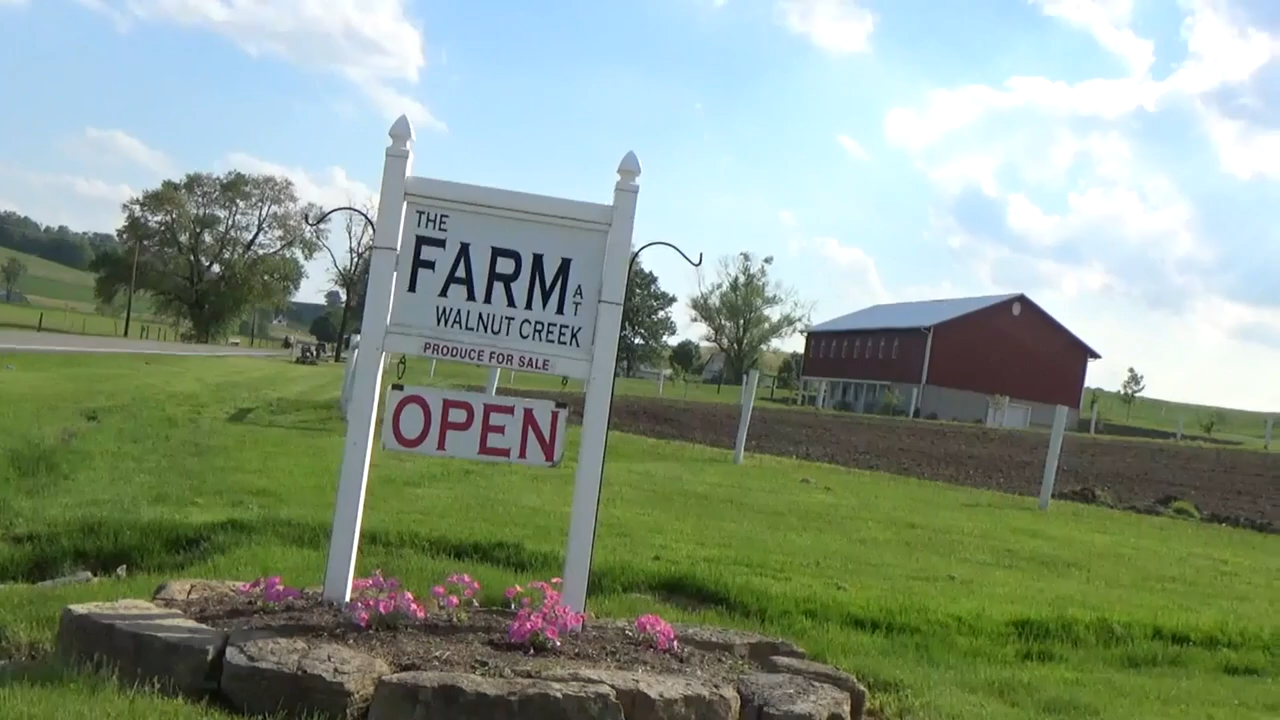 THE
FARM AT
WALNUT CREEK
PRODUCE FOR SALE
OPEN